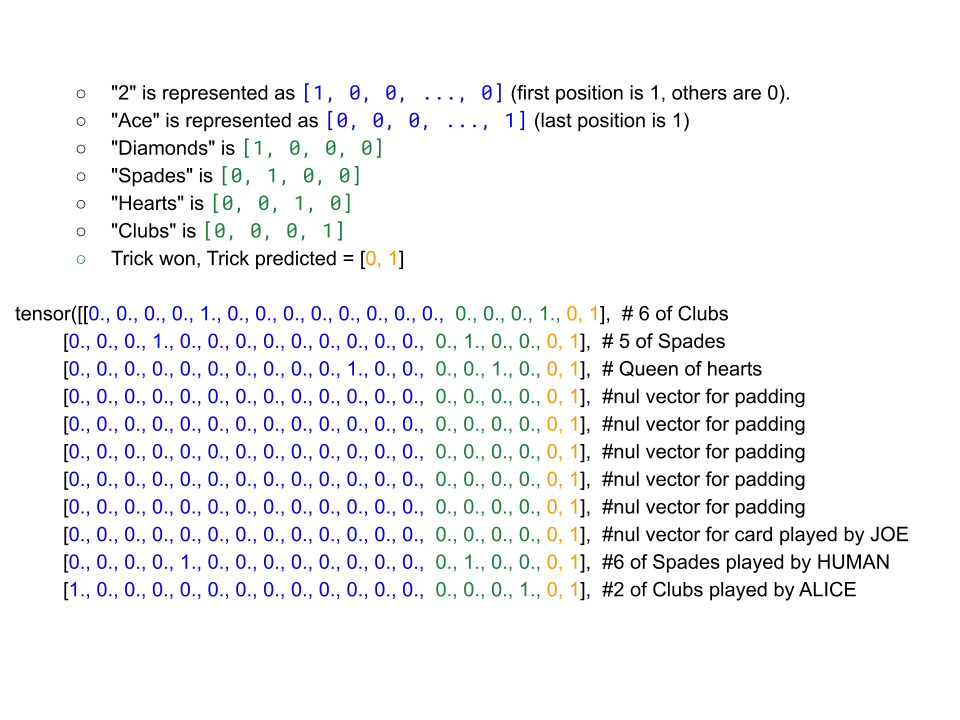 ○ "2" is represented as [1, 0, 0, ..., 0] (first position is 1, others are 0).
○ "Ace" is represented as [0, 0, 0, ..., 1] (last position is 1)
○ "Diamonds" is [1, 0, 0, 0]
○ "Spades" is [0, 1, 0, 0]
○ "Hearts" is [0, 0, 1, 0]
○ "Clubs" is [0, 0, 0, 1]
○ Trick won, Trick predicted = [0, 1]
tensor([[0., 0., 0., 0., 1., 0., 0., 0., 0., 0., 0., 0., 0., 0., 0., 0., 1., 0, 1], # 6 of Clubs
[0., 0., 0., 1., 0., 0., 0., 0., 0., 0., 0., 0., 0., 0., 1., 0., 0., 0, 1], # 5 of Spades
[0., 0., 0., 0., 0., 0., 0., 0., 0., 0., 1., 0., 0., 0., 0., 1., 0., 0, 1], # Queen of hearts
[0., 0., 0., 0., 0., 0., 0., 0., 0., 0., 0., 0., 0., 0., 0., 0., 0., 0, 1], #nul vector for padding
[0., 0., 0., 0., 0., 0., 0., 0., 0., 0., 0., 0., 0., 0., 0., 0., 0., 0, 1], #nul vector for padding
[0., 0., 0., 0., 0., 0., 0., 0., 0., 0., 0., 0., 0., 0., 0., 0., 0., 0, 1], #nul vector for padding
[0., 0., 0., 0., 0., 0., 0., 0., 0., 0., 0., 0., 0., 0., 0., 0., 0., 0, 1], #nul vector for padding
[0., 0., 0., 0., 0., 0., 0., 0., 0., 0., 0., 0., 0., 0., 0., 0., 0., 0, 1], #nul vector for padding
[0., 0., 0., 0., 0., 0., 0., 0., 0., 0., 0., 0., 0., 0., 0., 0., 0., 0, 1], #nul vector for card played by JOE
[0., 0., 0., 0., 1., 0., 0., 0., 0., 0., 0., 0., 0., 0., 1., 0., 0., 0, 1], #6 of Spades played by HUMAN
[1., 0., 0., 0., 0., 0., 0., 0., 0., 0., 0., 0., 0., 0., 0., 0., 1., 0, 1], #2 of Clubs played by ALICE